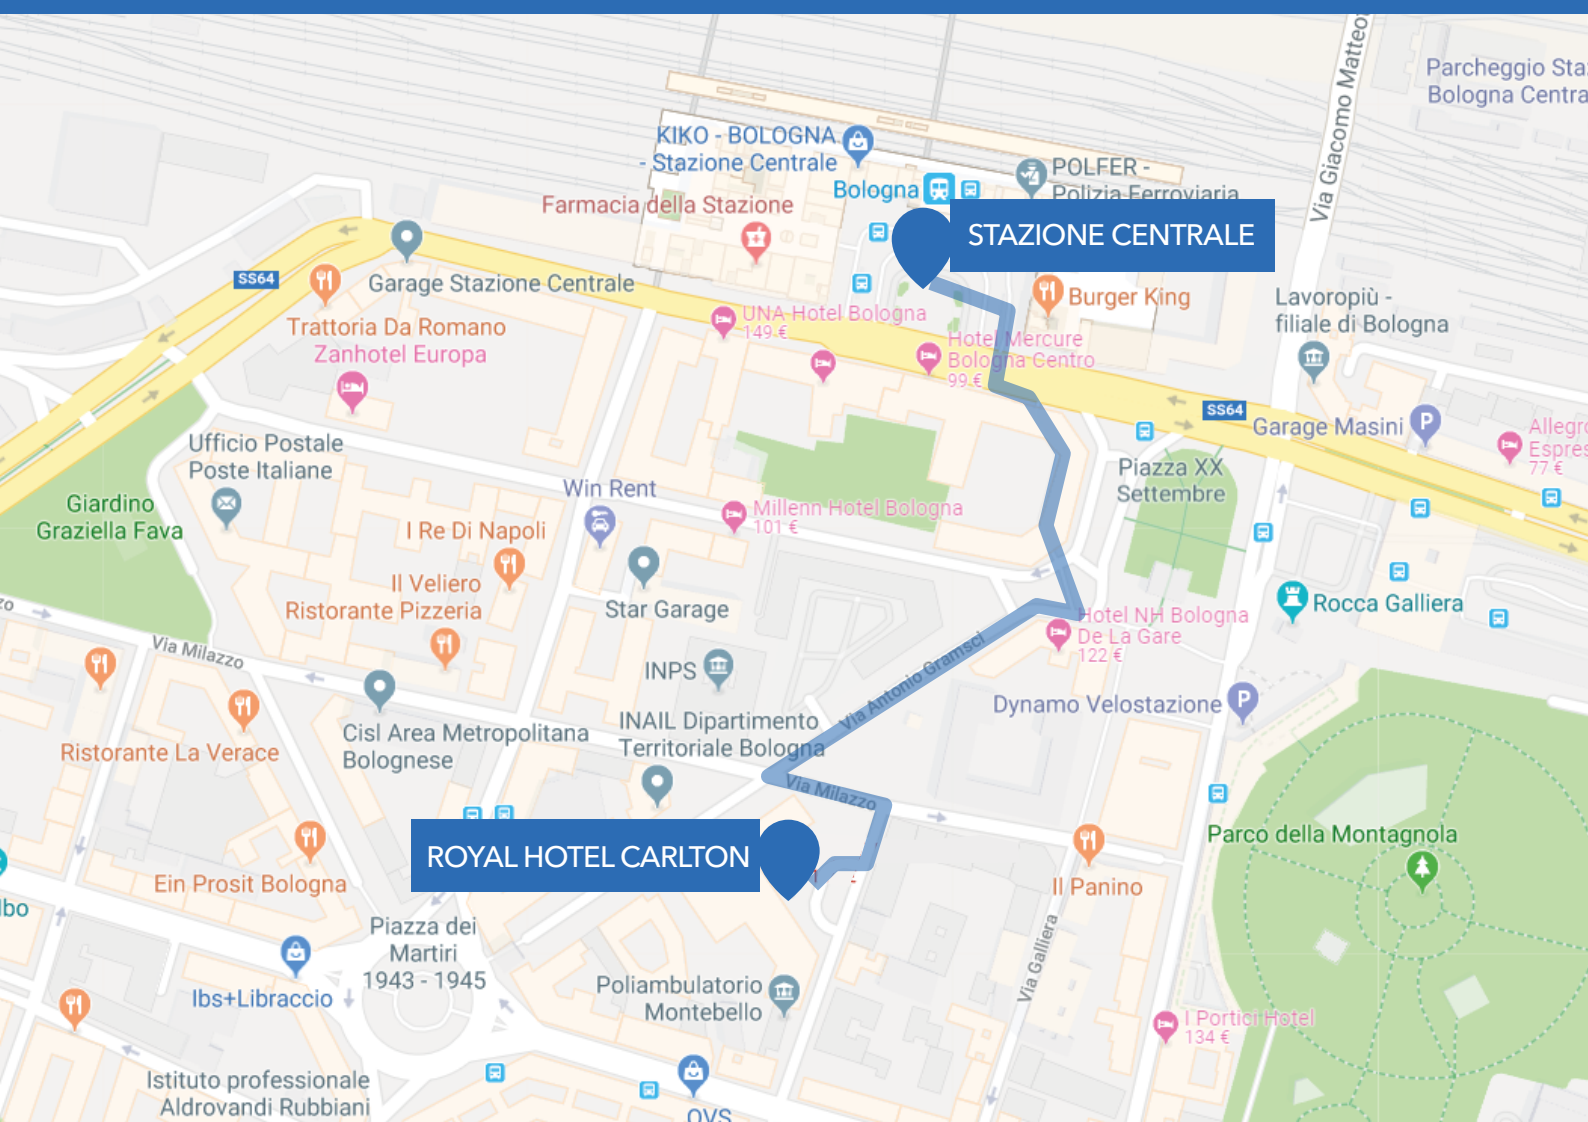 Via Giacomo Matteo
Parcheggio Sta
Bologna Centra
KIKO - BOLOGNA
- Stazione Centrale
POLFER -
Polizia Ferroviaria
Bologna
Farmacia della Stazione
STAZIONE CENTRALE
SS64
Garage Stazione Centrale
Burger King
Lavoropiù -
filiale di Bologna
UNA Hotel Bologna
149 €
Trattoria Da Romano
Zanhotel Europa
Hotel Mercure
Bologna Centro
99 €
SS64
Garage Masini
P
Allegro
Espres
77 €
Ufficio Postale
Poste Italiane
Piazza XX
Settembre
Giardino
Graziella Fava
Win Rent
Millenn Hotel Bologna
101 €
I Re Di Napoli
Il Veliero
Ristorante Pizzeria
Star Garage
Rocca Galliera
Hotel NH Bologna
De La Gare
122 €
zo
Via Milazzo
INPS
Via Antonio Gramsci
Dynamo Velostazione
P
Cisl Area Metropolitana
Bolognese
INAIL Dipartimento
Territoriale Bologna
Ristorante La Verace
Via Milazzo
Parco della Montagnola
ROYAL HOTEL CARLTON
Ein Prosit Bologna
Il Panino
lbo
Piazza dei
Martiri
1943 - 1945
Via Galliera
Ibs+Libraccio
Poliambulatorio
Montebello
I Portici Hotel
134 €
Istituto professionale
Aldrovandi Rubbiani
OVS